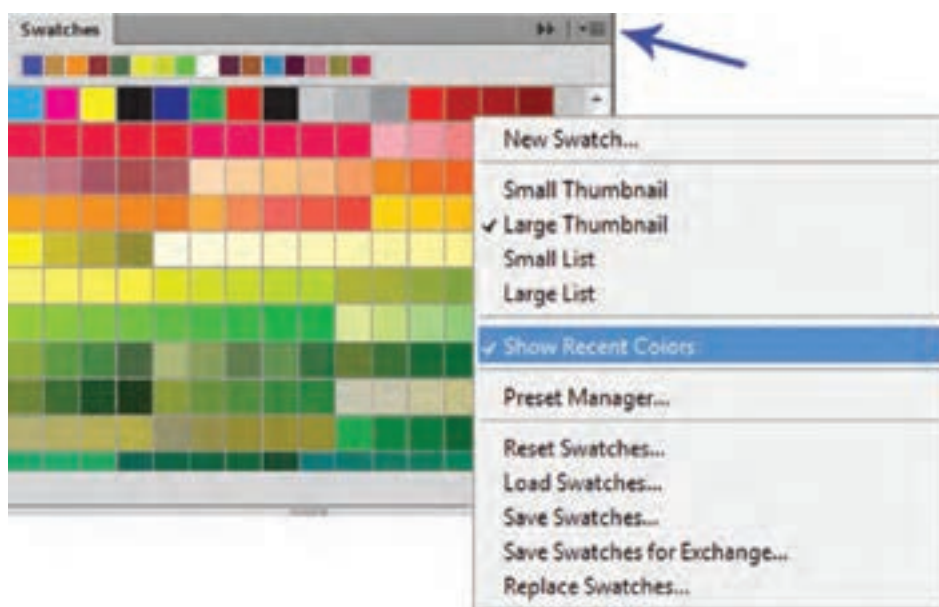 Swatches
New Swatch...
Small Thumbnail
Large Thumbnail
Small List
Large List
Show Recent Colors
Preset Manager...
Reset Swatches...
Load Swatches...
Save Swatches...
Save Swatches for Exchange...
Replace Swatches...